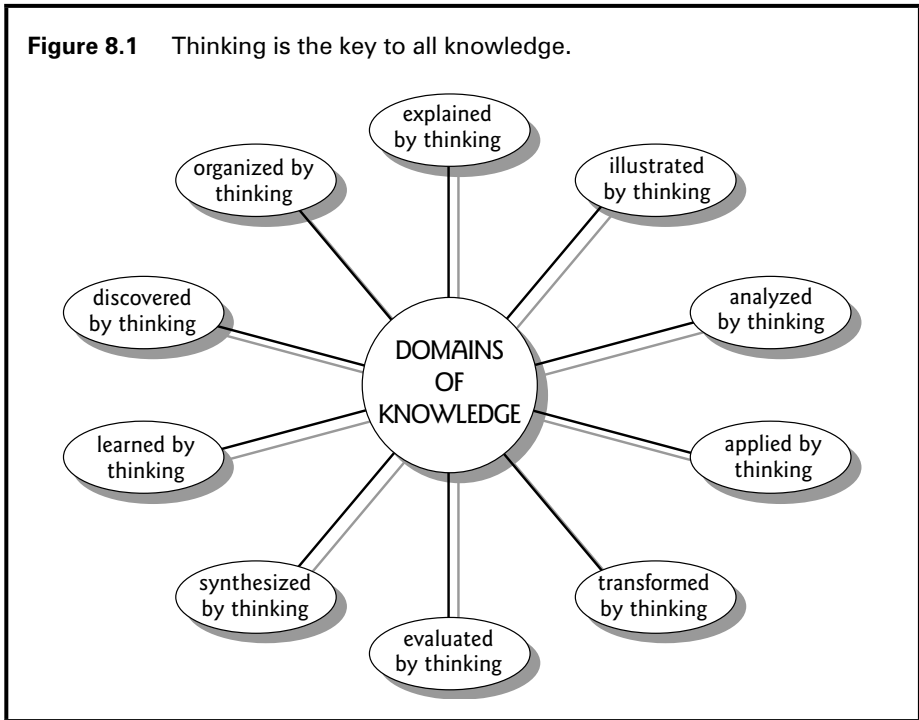 Figure 8.1 Thinking is the key to all knowledge.
explained
by thinking
illustrated
by thinking
analyzed
by thinking
applied by
thinking
transformed
by thinking
evaluated
by thinking
synthesized
by thinking
learned by
thinking
discovered
by thinking
organized by
thinking
DOMAINS
OF
KNOWLEDGE